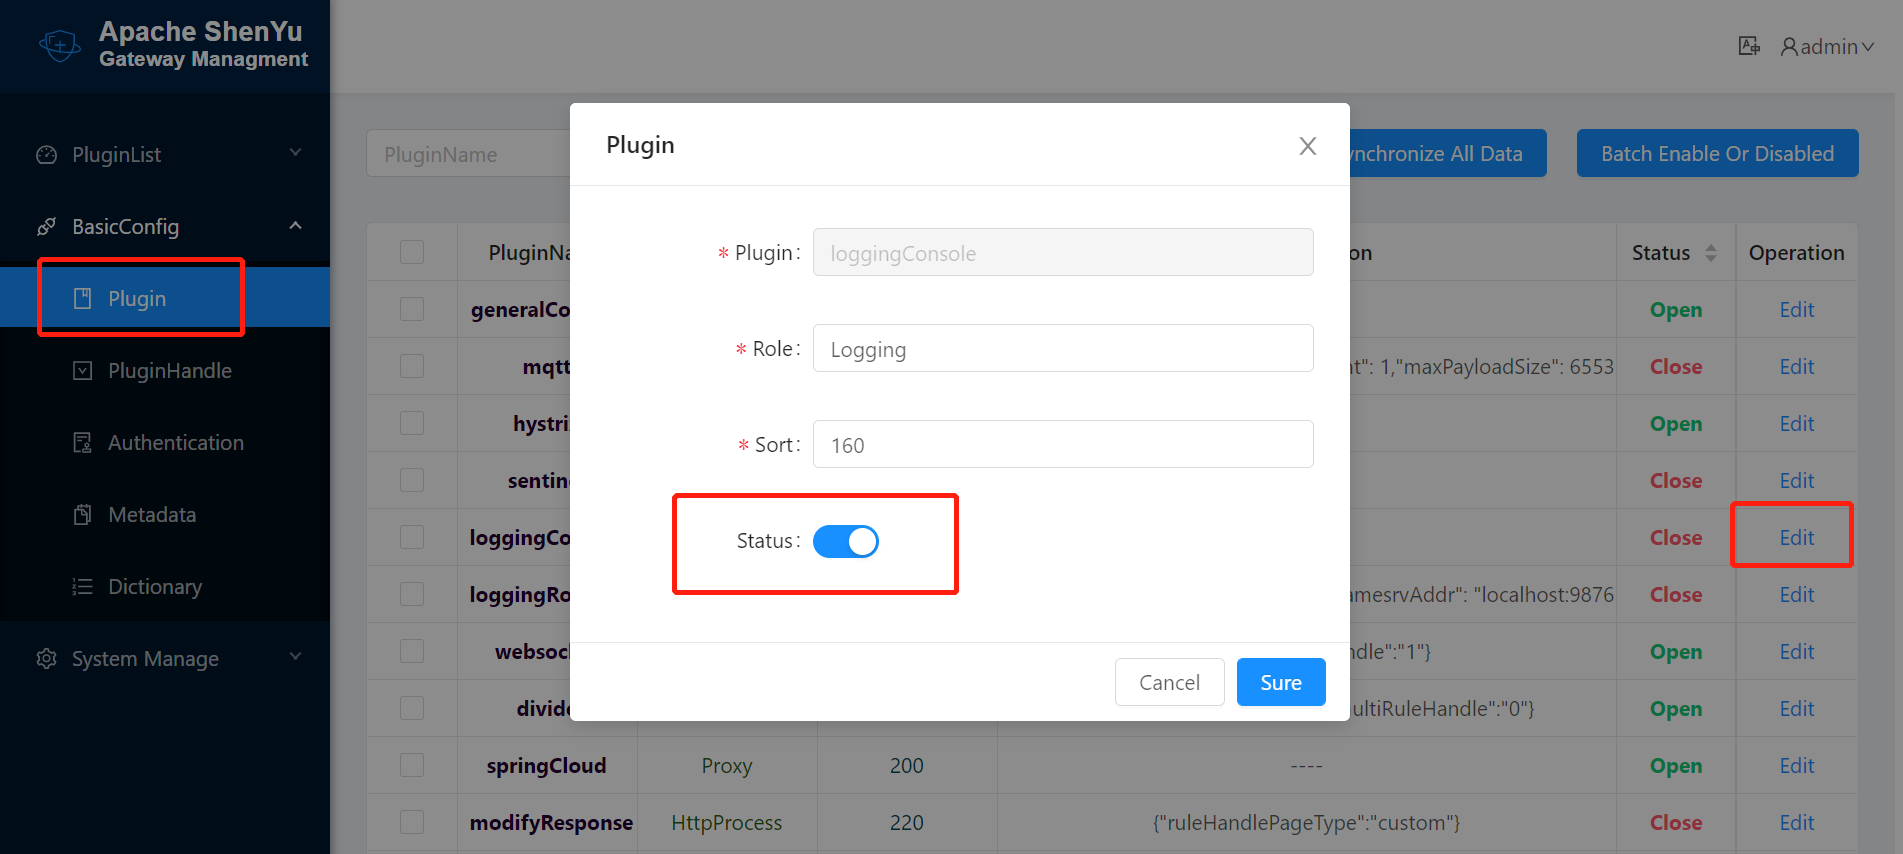 Apache ShenYu
Gateway Managment
admin
PluginList
BasicConfig
Plugin
PluginHandle
Authentication
Metadata
Dictionary
System Manage
PluginName
ynchronize All Data
Batch Enable Or Disabled
PluginNa
on
Status
Operation
generalCo
Open
Edit
mqtt
nt": 1,"maxPayloadSize": 6553
Close
Edit
hystri
Open
Edit
sentin
Close
Edit
loggingCo
Close
Edit
loggingRo
amesrvAddr": "localhost:9876
Close
Edit
websoc
ndle":"1"}
Open
Edit
divid
ultiRuleHandle":"0"}
Open
Edit
springCloud
Proxy
200
----
Open
Edit
modifyResponse
HttpProcess
220
{"ruleHandlePageType":"custom"}
Close
Edit
Plugin
* Plugin:
loggingConsole
* Role:
Logging
* Sort:
160
Status:
Cancel
Sure